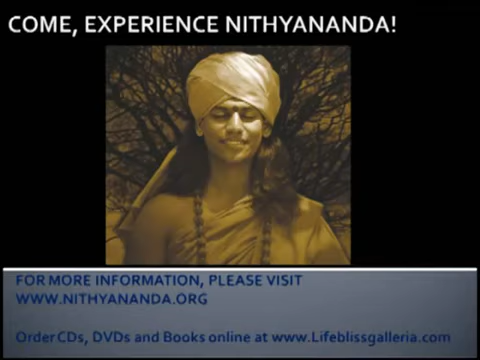 COME, EXPERIENCE NITHYANANDA!
FOR MORE INFORMATION, PLEASE VISIT
WWW.NITHYANANDA.ORG
Order CDs, DVDs and Books online at www.Lifeblissgalleria.com